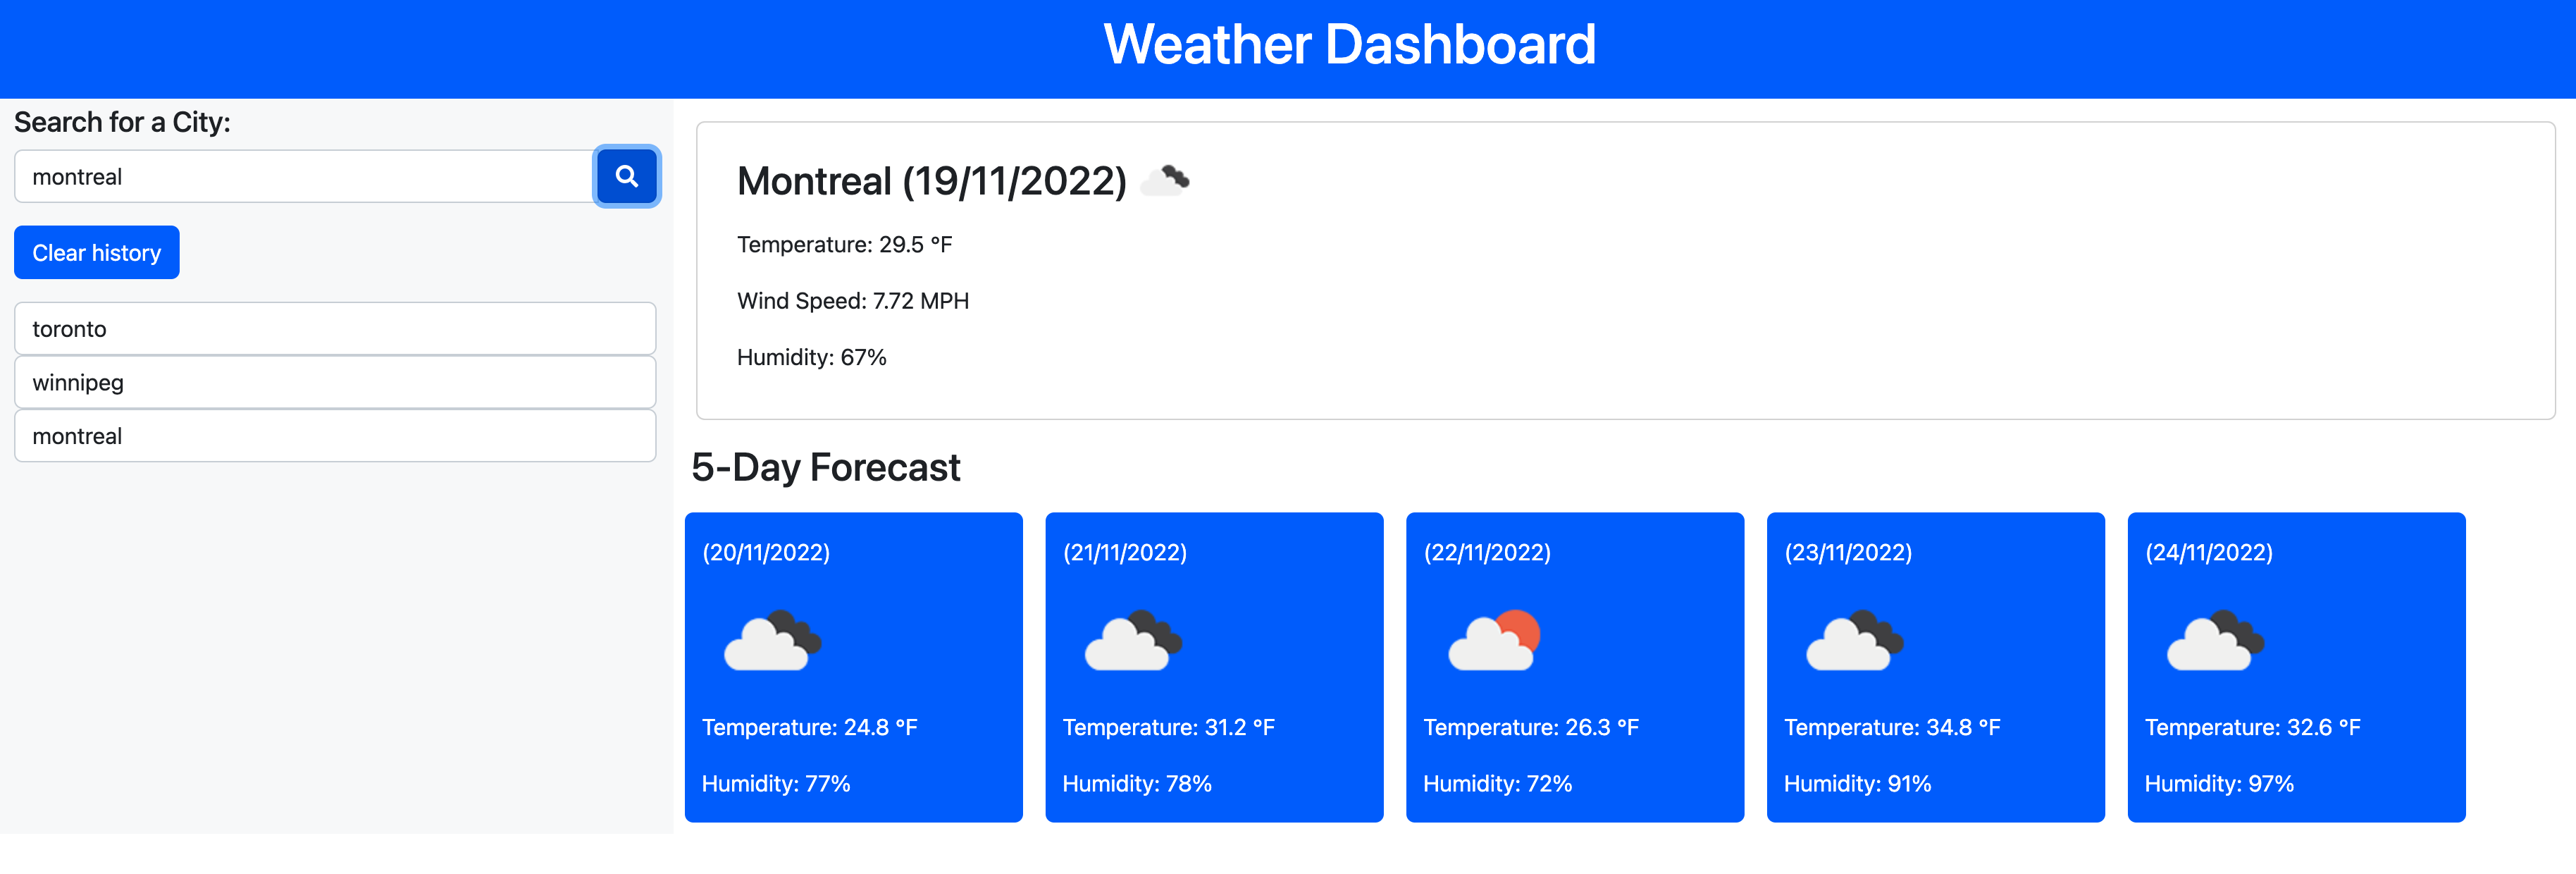 Weather Dashboard
Search for a City:
montreal
Clear history
toronto
winnipeg
montreal
Montreal (19/11/2022)
Temperature: 29.5 °F
Wind Speed: 7.72 MPH
Humidity: 67%
5-Day Forecast
(20/11/2022)
Temperature: 24.8 °F
Humidity: 77%
(21/11/2022)
Temperature: 31.2 °F
Humidity: 78%
(22/11/2022)
Temperature: 26.3 °F
Humidity: 72%
(23/11/2022)
Temperature: 34.8 °F
Humidity: 91%
(24/11/2022)
Temperature: 32.6 °F
Humidity: 97%